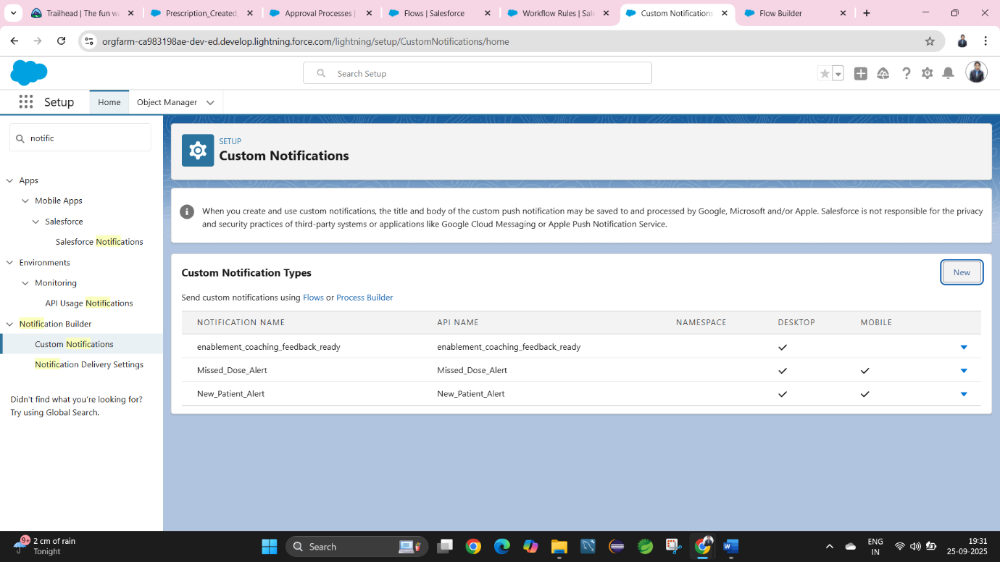 Trailhead | The fun wa
Prescription_Created_
Approval Processes |
Flows | Salesforce
Workflow Rules | Sale
Custom Notifications
Flow Builder
orgfarm-ca983198ae-dev-ed.develop.lightning.force.com/lightning/setup/CustomNotifications/home
Search Setup
Setup
Home
Object Manager
notific
Apps
Mobile Apps
Salesforce
Salesforce Notifications
Environments
Monitoring
API Usage Notifications
Notification Builder
Custom Notifications
Notification Delivery Settings
Didn't find what you're looking for?
Try using Global Search.
SETUP
Custom Notifications
When you create and use custom notifications, the title and body of the custom push notification may be saved to and processed by Google, Microsoft and/or Apple. Salesforce is not responsible for the privacy
and security practices of third-party systems or applications like Google Cloud Messaging or Apple Push Notification Service.
Custom Notification Types
New
Send custom notifications using Flows or Process Builder
NOTIFICATION NAME API NAME NAMESPACE DESKTOP MOBILE
enablement_coaching_feedback_ready enablement_coaching_feedback_ready
Missed_Dose_Alert Missed_Dose_Alert
New_Patient_Alert New_Patient_Alert
9+
2 cm of rain
Tonight
Search
ENG
IN
19:31
25-09-2025